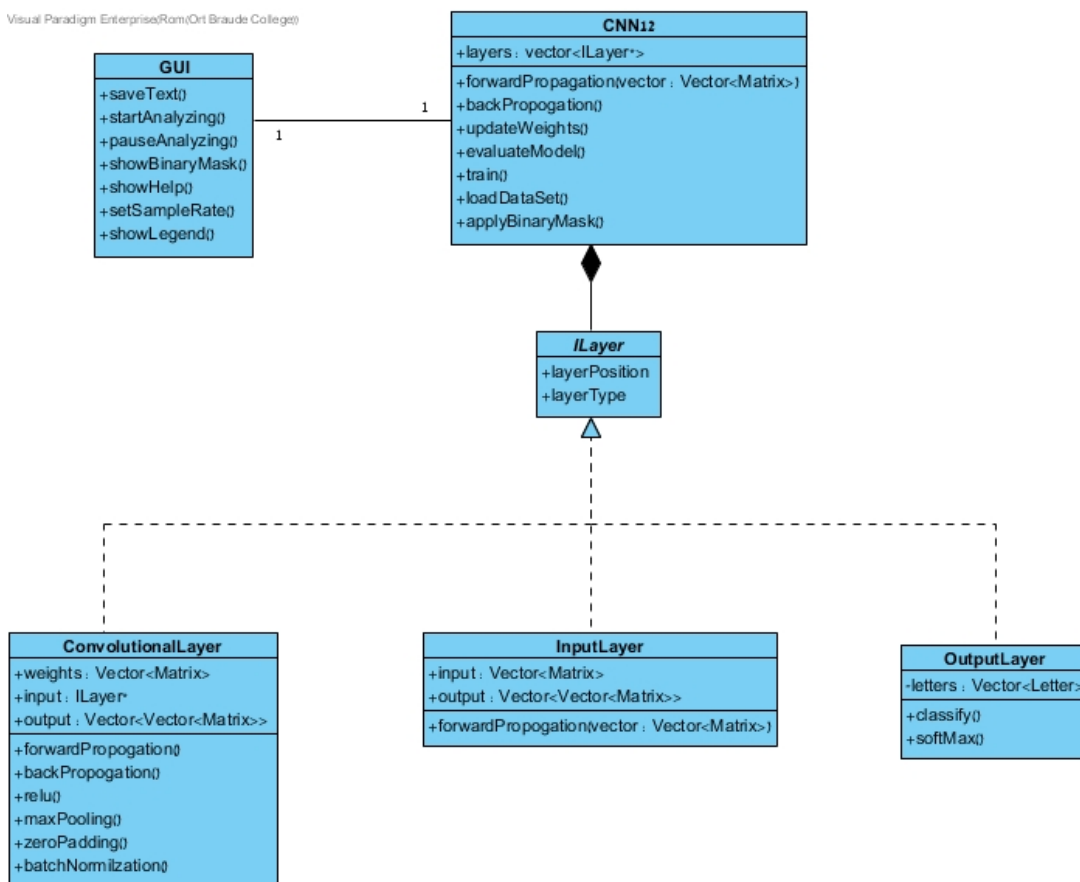 Visual Paradigm Enterprise(Rom(Ort Braude College))
GUI
+saveText()
+startAnalyzing()
+pauseAnalyzing()
+showBinaryMask()
+showHelp()
+setSampleRate()
+showLegend()
1
1
CNN12
+layers : vector<ILayer*>
+forwardPropagation(vector : Vector<Matrix>)
+backPropogation()
+updateWeights()
+evaluateModel()
+train()
+loadDataSet()
+applyBinaryMask()
ILayer
+layerPosition
+layerType
ConvolutionalLayer
+weights : Vector<Matrix>
+input : ILayer*
+output : Vector<Vector<Matrix>>
+forwardPropogation()
+backPropogation()
+relu()
+maxPooling()
+zeroPadding()
+batchNormilzation()
InputLayer
+input : Vector<Matrix>
+output : Vector<Vector<Matrix>>
+forwardPropogation(vector : Vector<Matrix>)
OutputLayer
-letters : Vector<Letter>
+classify()
+softMax()